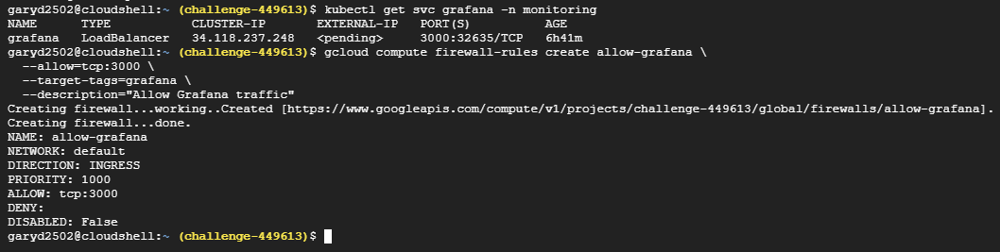 garyd2502@cloudshell:~ (challenge-449613)$ kubectl get svc grafana -n monitoring
NAME      TYPE           CLUSTER-IP       EXTERNAL-IP   PORT(S)          AGE
grafana   LoadBalancer   34.118.237.248   <pending>     3000:32635/TCP   6h41m
garyd2502@cloudshell:~ (challenge-449613)$ gcloud compute firewall-rules create allow-grafana \
  --allow=tcp:3000 \
  --target-tags=grafana \
  --description="Allow Grafana traffic"
Creating firewall...working..Created [https://www.googleapis.com/compute/v1/projects/challenge-449613/global/firewalls/allow-grafana].
Creating firewall...done.
NAME: allow-grafana
NETWORK: default
DIRECTION: INGRESS
PRIORITY: 1000
ALLOW: tcp:3000
DENY:
DISABLED: False
garyd2502@cloudshell:~ (challenge-449613)$